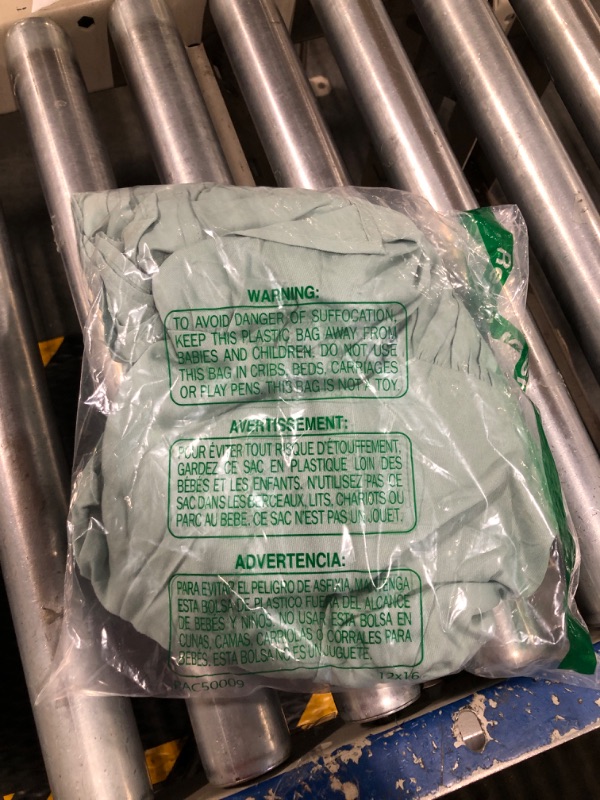 WARNING:
TO AVOID DANGER OF SUFFOCATION,
KEEP THIS PLASTIC BAG AWAY FROM
BABIES AND CHILDREN. DO NOT USE
THIS BAG IN CRIBS, BEDS, CARRIAGES
OR PLAY PENS. THIS BAG IS NOT A TOY.
AVERTISSEMENT:
POUR ÉVITER TOUT RISQUE D'ÉTOUFFEMENT,
GARDEZ CE SAC EN PLASTIQUE LOIN DES
BÉBÉS ET LES ENFANTS. N'UTILISEZ PAS CE
SAC DANS LES BERCEAUX, LITS, CHARIOTS OU
PARC AU BEBE. CE SAC N'EST PAS UN JOUET.
ADVERTENCIA:
PARA EVITAR EL PELIGRO DE ASFIXIA, MANTENGA
ESTA BOLSA DE PLASTICO FUERA DEL ALCANCE
DE BEBES Y NIÑOS. NO USAR ESTA BOLSA EN
CUNAS, CAMAS, CARRIOLAS O CORRALES PARA
BEBES. ESTA BOLSA NO ES UN JUGUETE.
PAC50009 12x16